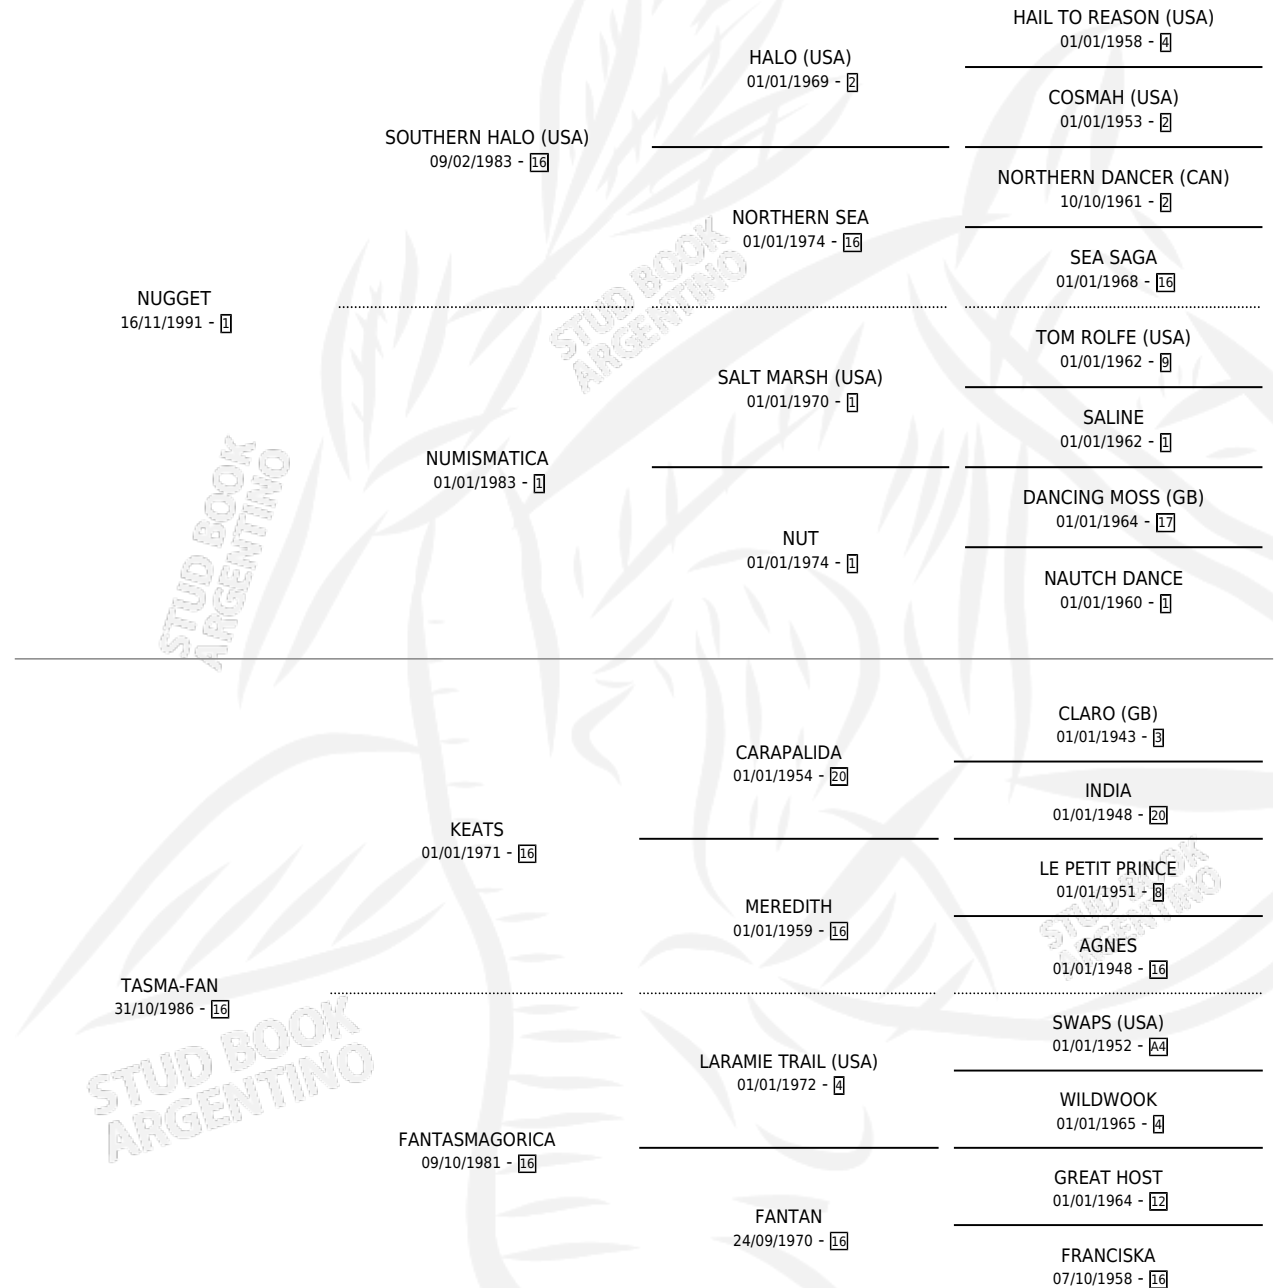 HAIL TO REASON (USA)
01/01/1958 - 4
HALO (USA)
01/01/1969 - 2
COSMAH (USA)
01/01/1953 - 2
SOUTHERN HALO (USA)
09/02/1983 - 16
NORTHERN DANCER (CAN)
10/10/1961 - 2
NORTHERN SEA
01/01/1974 - 16
SEA SAGA
01/01/1968 - 16
NUGGET
16/11/1991 - 1
TOM ROLFE (USA)
01/01/1962 - 9
SALT MARSH (USA)
01/01/1970 - 1
SALINE
01/01/1962 - 1
NUMISMATICA
01/01/1983 - 1
DANCING MOSS (GB)
01/01/1964 - 17
NUT
01/01/1974 - 1
NAUTCH DANCE
01/01/1960 - 1
CLARO (GB)
01/01/1943 - 3
CARAPALIDA
01/01/1954 - 20
INDIA
01/01/1948 - 20
KEATS
01/01/1971 - 16
LE PETIT PRINCE
01/01/1951 - 8
MEREDITH
01/01/1959 - 16
AGNES
01/01/1948 - 16
TASMA-FAN
31/10/1986 - 16
SWAPS (USA)
01/01/1952 - A4
LARAMIE TRAIL (USA)
01/01/1972 - 4
WILDWOOK
01/01/1965 - 4
FANTASMAGORICA
09/10/1981 - 16
GREAT HOST
01/01/1964 - 12
FANTAN
24/09/1970 - 16
FRANCISKA
07/10/1958 - 16
STUD BOOK
ARGENTINO
STUD BOOK
ARGENTINO
STUD BOOK
ARGENTINO
STUD BOOK
ARGENTINO